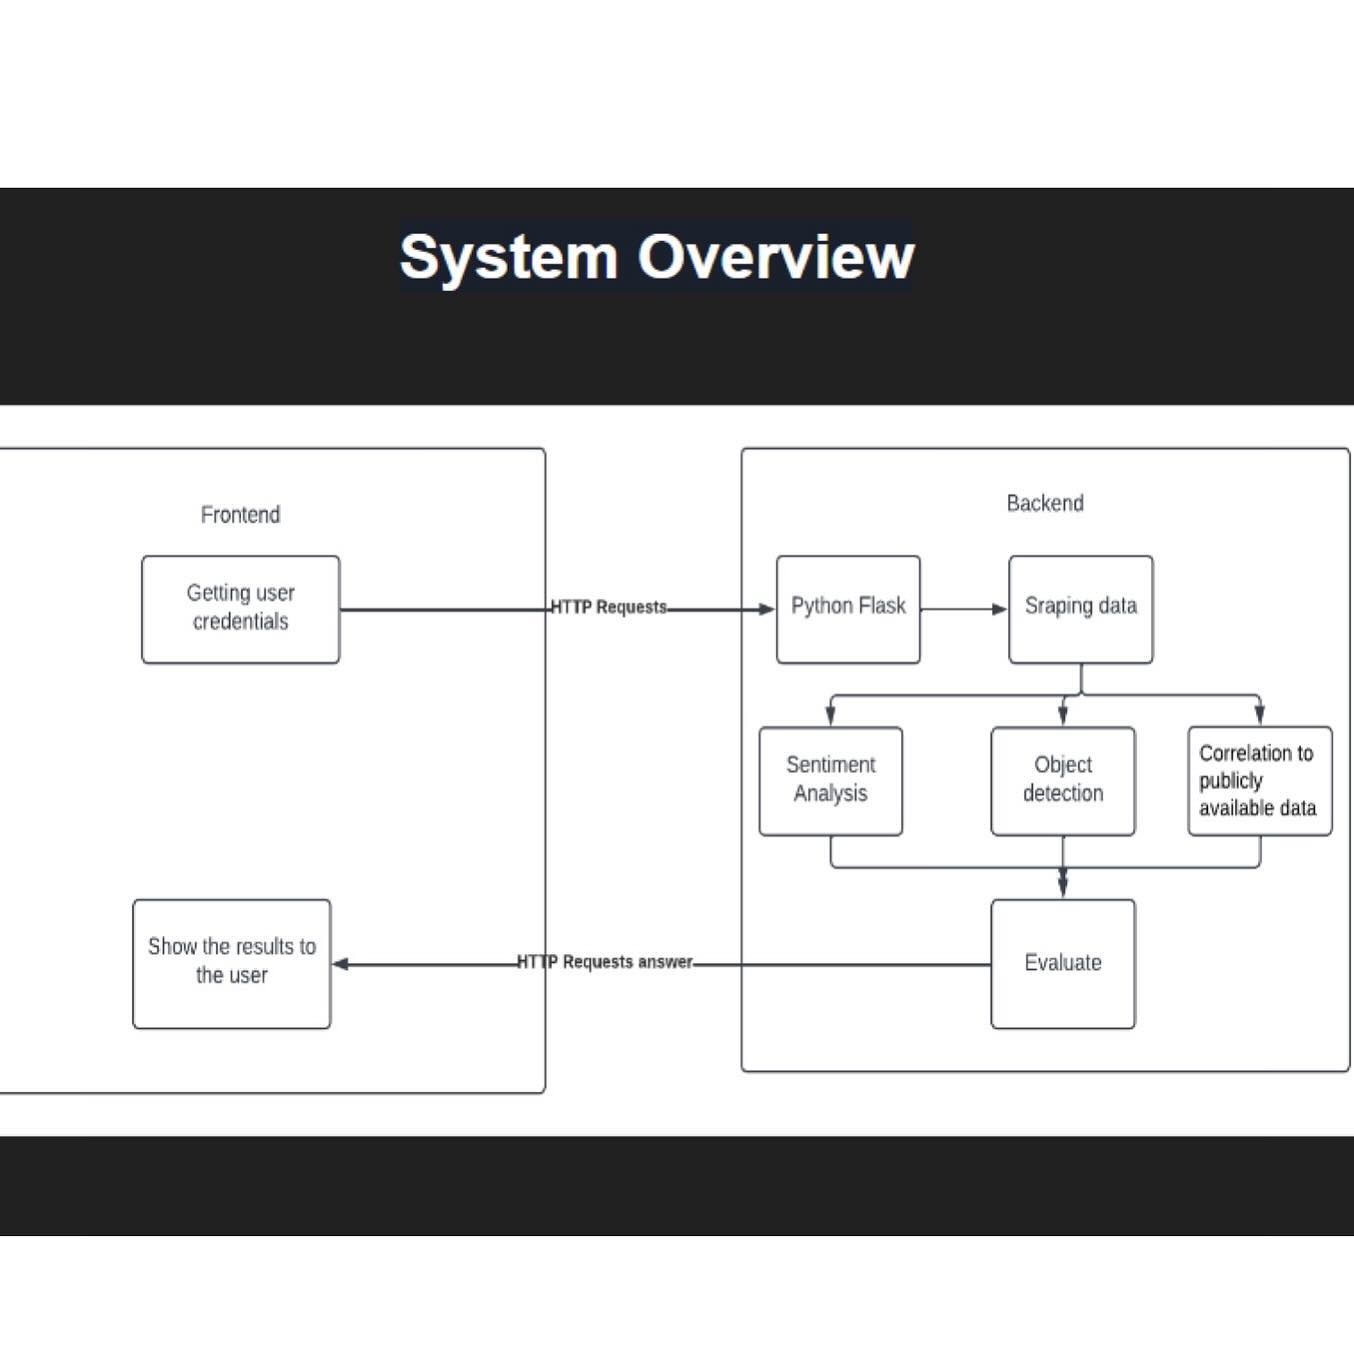 System Overview
Frontend
Backend
Getting user
credentials
HTTP Requests
Python Flask
Sraping data
Sentiment
Analysis
Object
detection
Correlation to
publicly
available data
Show the results to
the user
HTTP Requests answer
Evaluate